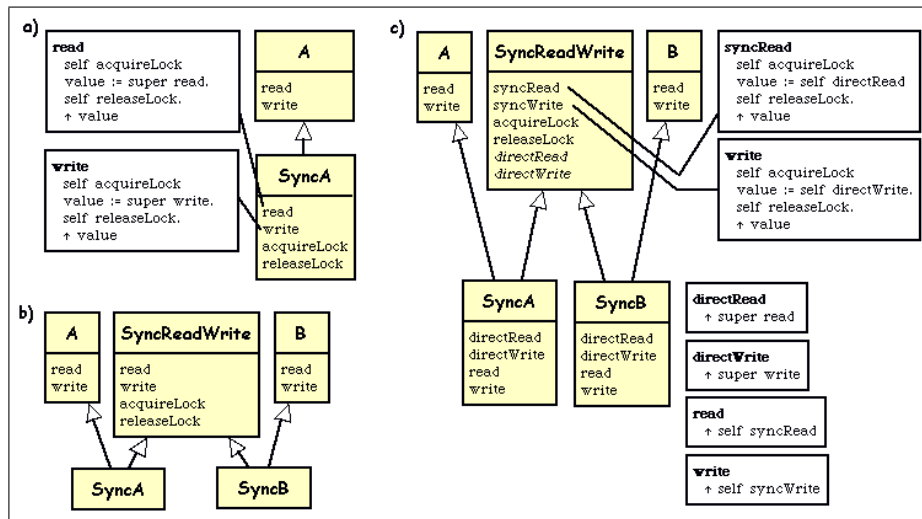 a)
read
self acquireLock
value := super read.
self releaseLock.
↑ value
write
self acquireLock
value := super write.
self releaseLock.
↑ value
A
read
write
SyncA
read
write
acquireLock
releaseLock
b)
A
read
write
SyncReadWrite
read
write
acquireLock
releaseLock
B
read
write
SyncA
SyncB
c)
A
read
write
SyncReadWrite
syncRead
syncWrite
acquireLock
releaseLock
directRead
directWrite
B
read
write
syncRead
self acquireLock
value := self directRead
self releaseLock.
↑ value
write
self acquireLock
value := self directWrite.
self releaseLock.
↑ value
SyncA
directRead
directWrite
read
write
SyncB
directRead
directWrite
read
write
directRead
↑ super read
directWrite
↑ super write
read
↑ self syncRead
write
↑ self syncWrite